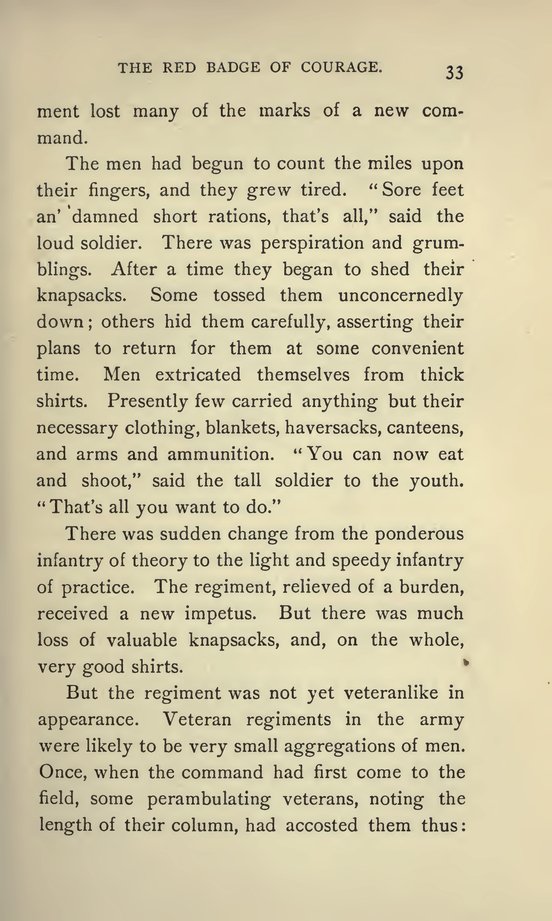 THE RED BADGE OF COURAGE. 33
ment lost many of the marks of a new com-
mand.
The men had begun to count the miles upon
their fingers, and they grew tired. "Sore feet
an' 'damned short rations, that's all," said the
loud soldier. There was perspiration and grum-
blings. After a time they began to shed their
knapsacks. Some tossed them unconcernedly
down; others hid them carefully, asserting their
plans to return for them at some convenient
time. Men extricated themselves from thick
shirts. Presently few carried anything but their
necessary clothing, blankets, haversacks, canteens,
and arms and ammunition. "You can now eat
and shoot," said the tall soldier to the youth.
"That's all you want to do."
There was sudden change from the ponderous
infantry of theory to the light and speedy infantry
of practice. The regiment, relieved of a burden,
received a new impetus. But there was much
loss of valuable knapsacks, and, on the whole,
very good shirts.
But the regiment was not yet veteranlike in
appearance. Veteran regiments in the army
were likely to be very small aggregations of men.
Once, when the command had first come to the
field, some perambulating veterans, noting the
length of their column, had accosted them thus: